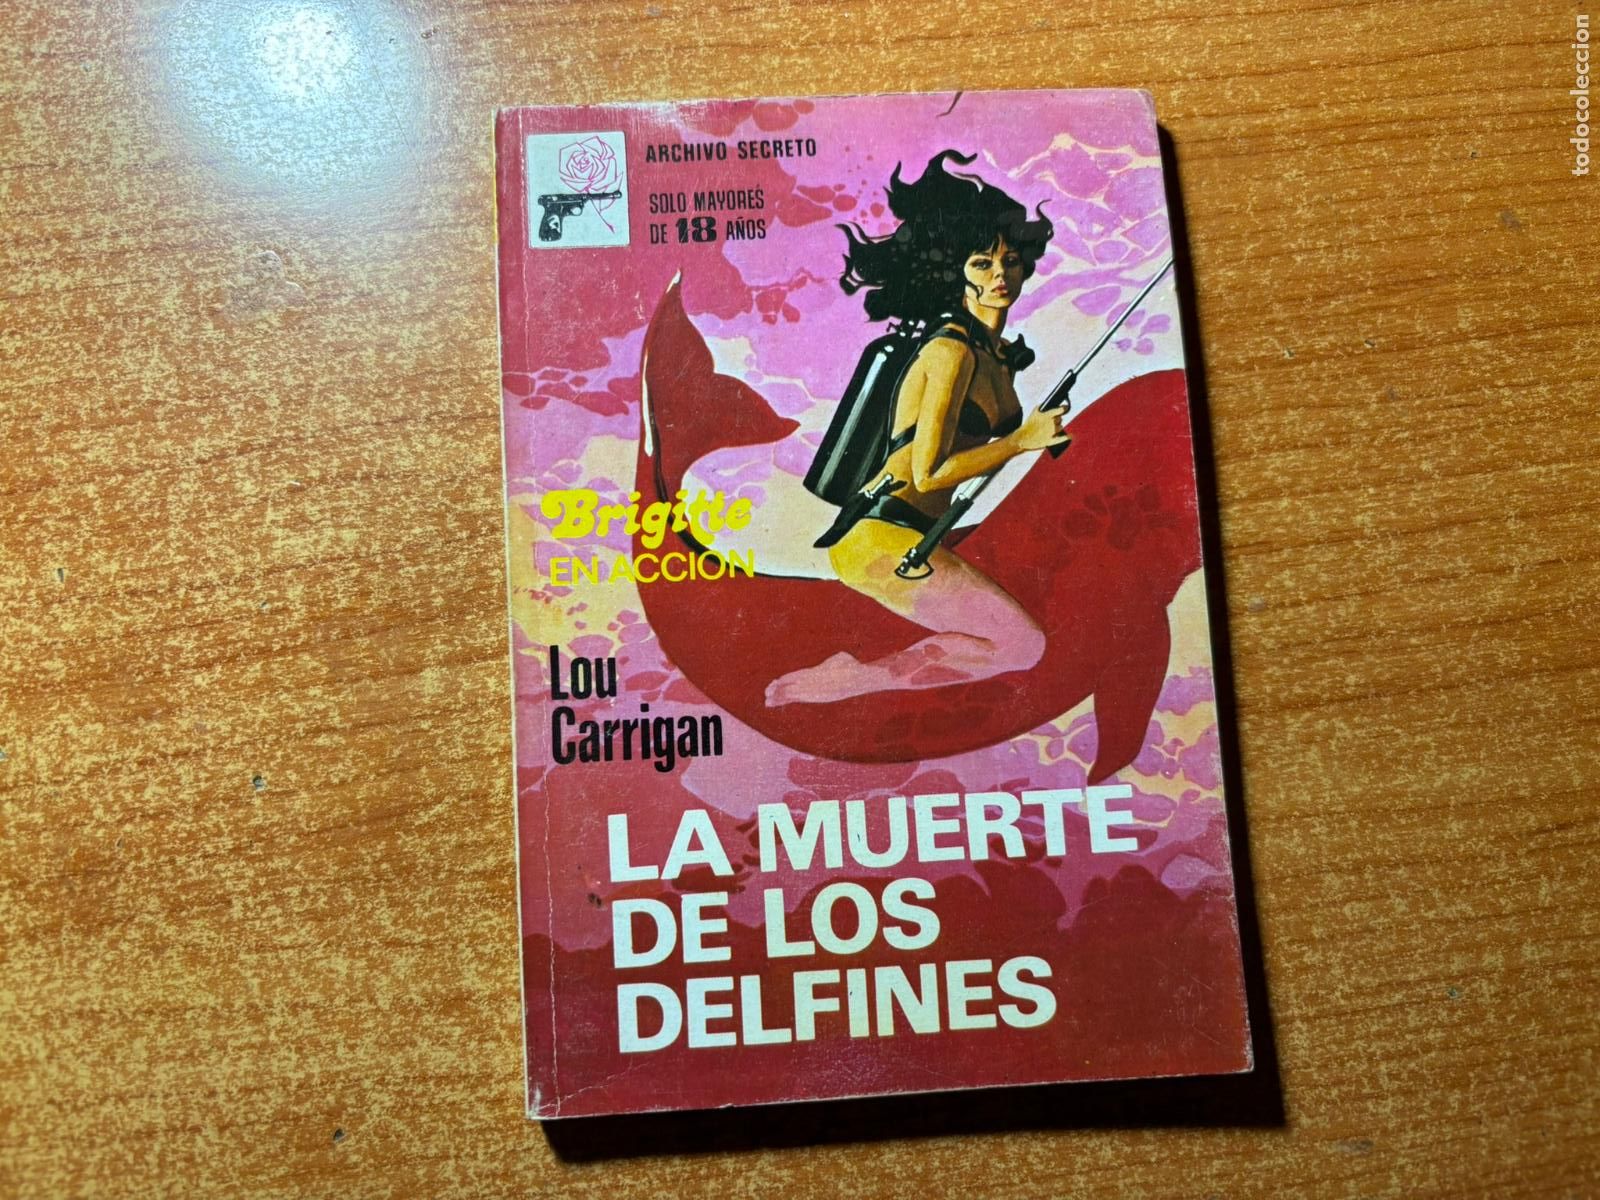 ARCHIVO SECRETO
SOLO MAYORES
DE 18 AÑOS
Brigitte
EN ACCION
Lou
Carrigan
LA MUERTE
DE LOS
DELFINES
todocoleccion